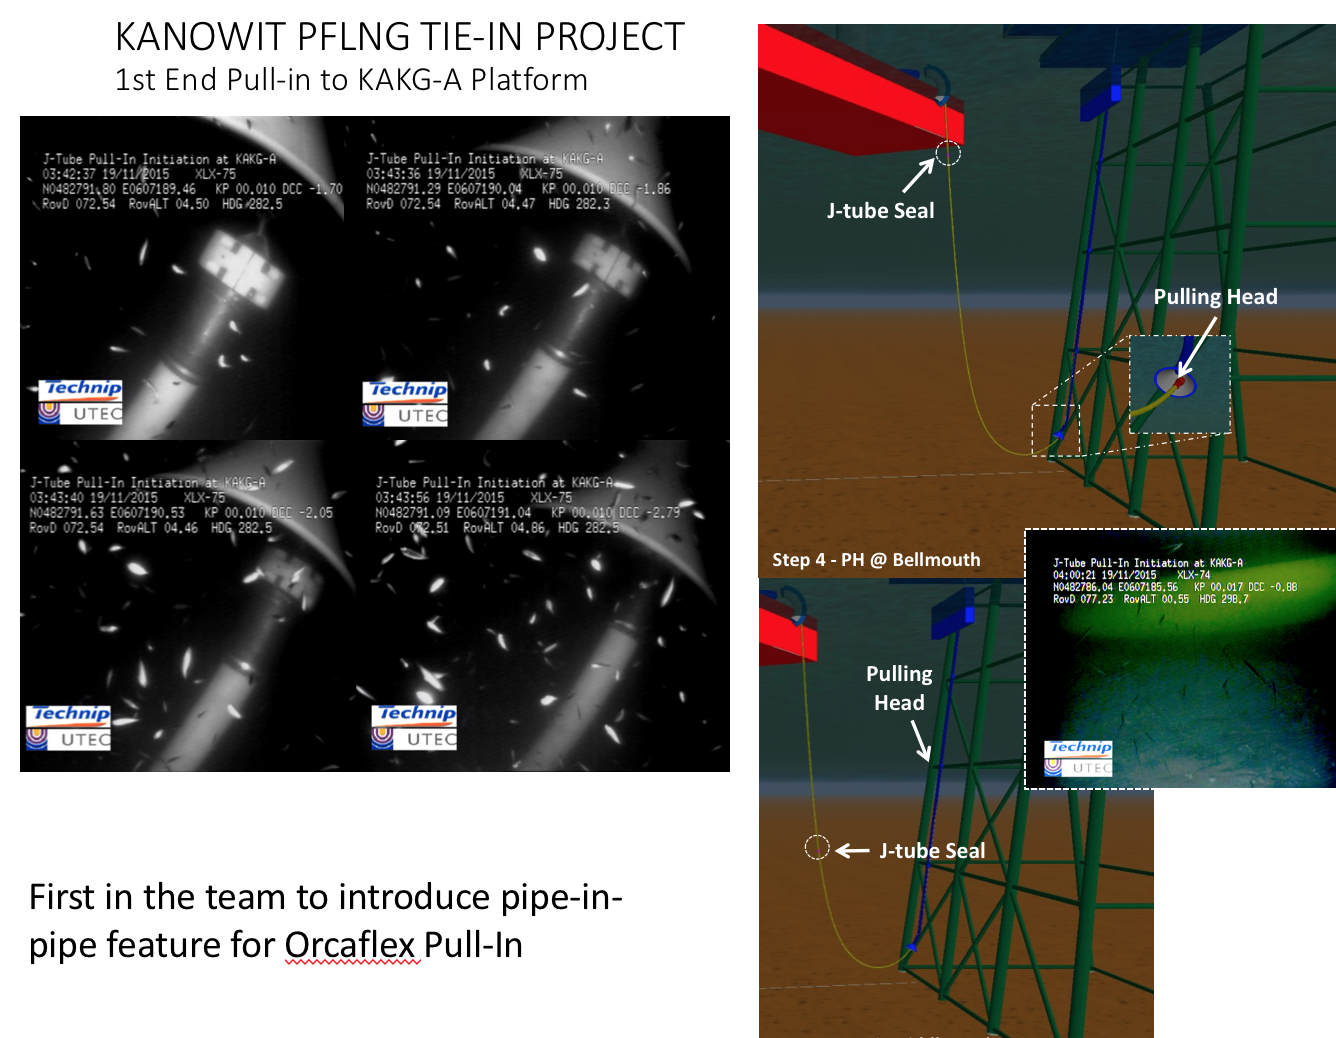 KANOWIT PFLNG TIE-IN PROJECT
1st End Pull-in to KAKG-A Platform
J-Tube Pull-In Initiation at KAKG-A
03:42:37 19/11/2015 XLX-75
N0482791.80 E0607189.46 KP 00.010 DCC -1.70
RovD 072.54 RovALT 04.50 HDG 282.5
Technip
UTEC
J-Tube Pull-In Initiation at KAKG-A
03:43:36 19/11/2015 XLX-75
N0482791.29 E0607190.04 KP 00.010 DCC -1.86
RovD 072.54 RovALT 04.47 HDG 282.3
Technip
UTEC
J-Tube Pull-In Initiation at KAKG-A
03:43:40 19/11/2015 XLX-75
N0482791.63 E0607190.53 KP 00.010 DCC -2.05
RovD 072.54 RovALT 04.46 HDG 282.5
Technip
UTEC
J-Tube Pull-In Initiation at KAKG-A
03:43:56 19/11/2015 XLX-75
N0482791.09 E0607191.04 KP 00.010 DCC -2.79
RovD 072.51 RovALT 04.86 HDG 282.5
Technip
UTEC
First in the team to introduce pipe-in-
pipe feature for Orcaflex Pull-In
J-tube Seal
Pulling Head
Step 4 - PH @ Bellmouth
J-Tube Pull-In Initiation at KAKG-A
04:00:21 19/11/2015 XLX-74
N0482786.04 E0607185.56 KP 00.017 DCC -0.88
RovD 077.23 RovALT 00.55 HDG 298.7
Technip
UTEC
Pulling
Head
J-tube Seal